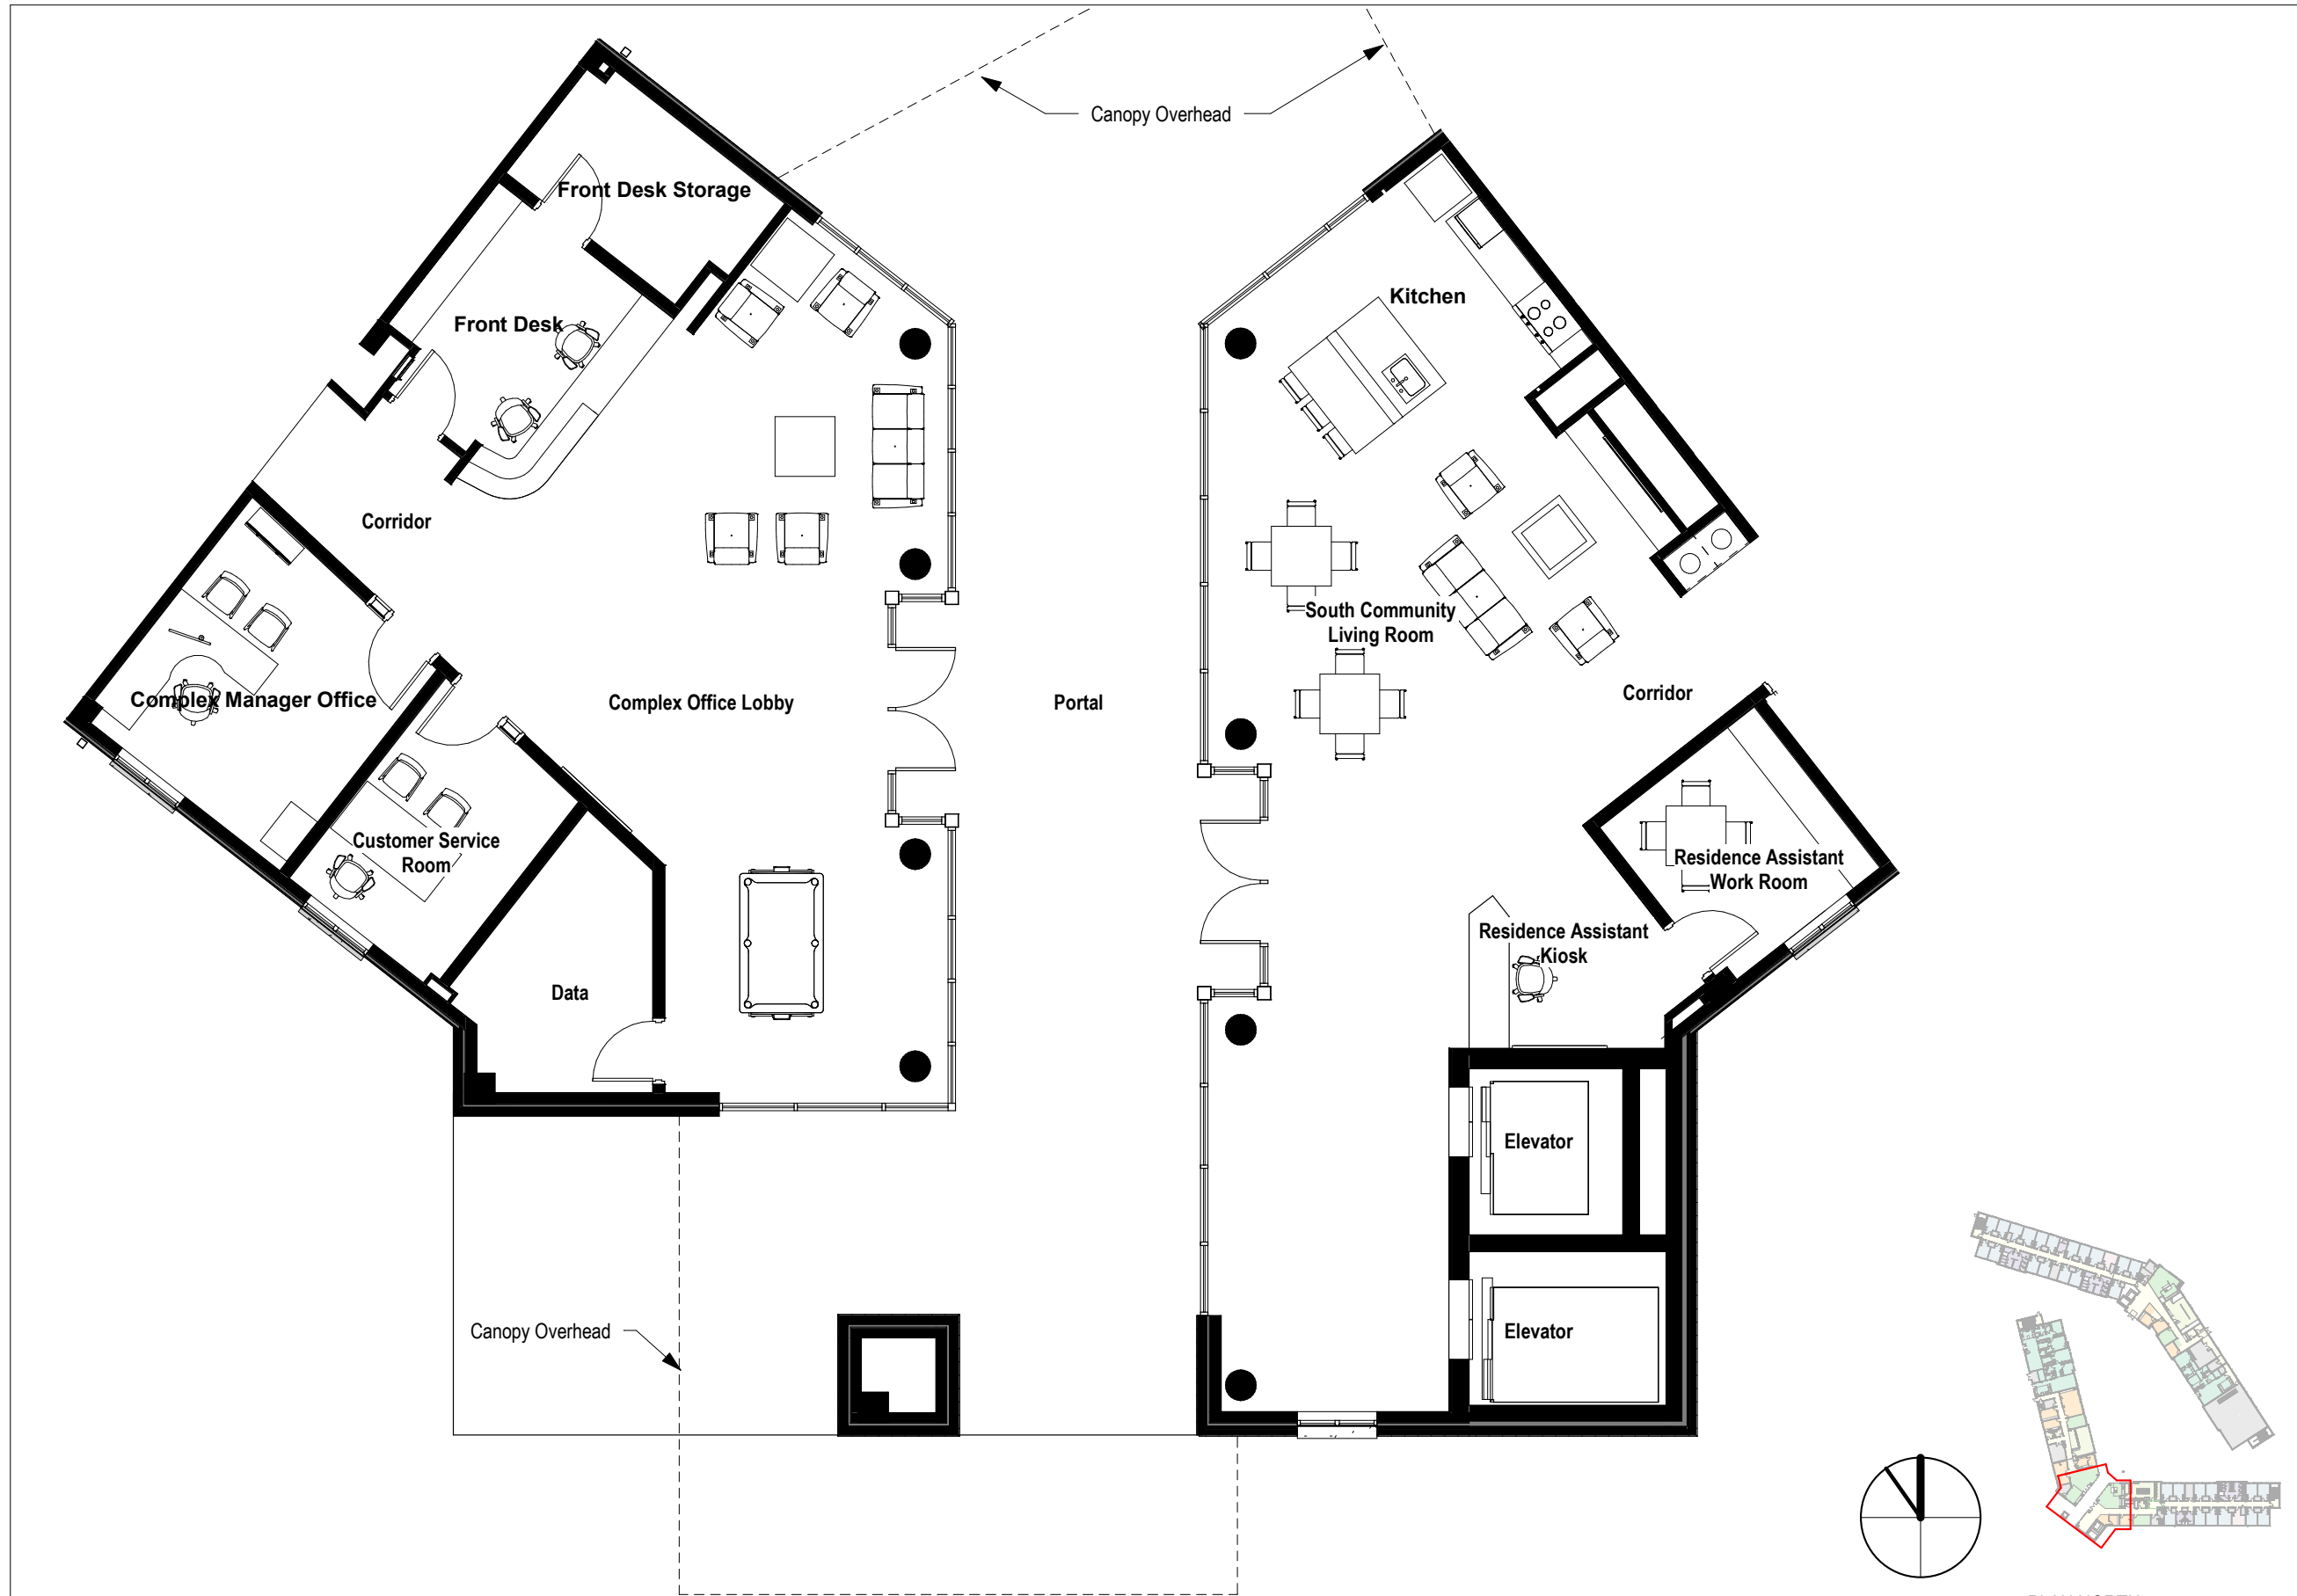 Canopy Overhead
Front Desk Storage
Kitchen
Front Desk
Corridor
South Community
Living Room
Complex Manager Office
Complex Office Lobby
Portal
Corridor
Customer Service
Room
Residence Assistant
Work Room
Residence Assistant
Kiosk
Data
Elevator
Canopy Overhead
Elevator